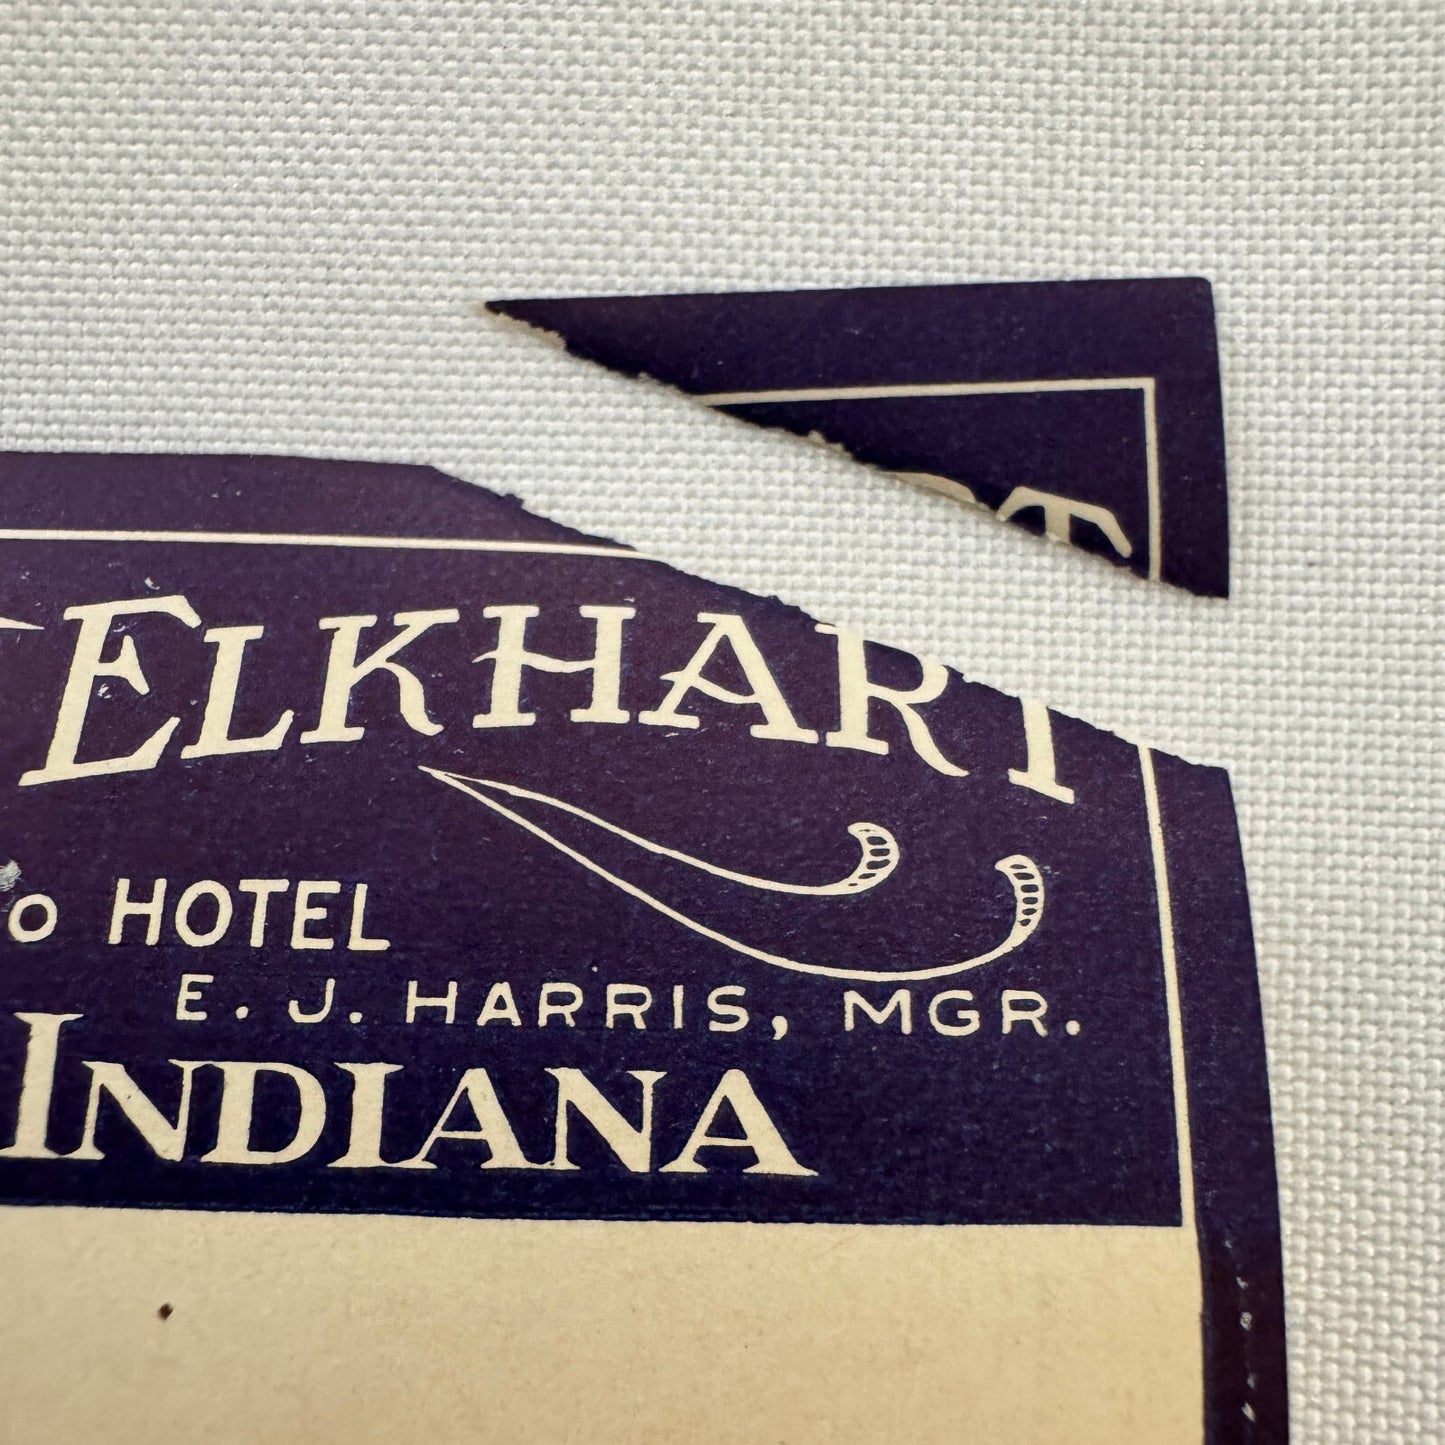 ELKHART
O HOTEL
E. J. HARRIS, MGR.
INDIANA